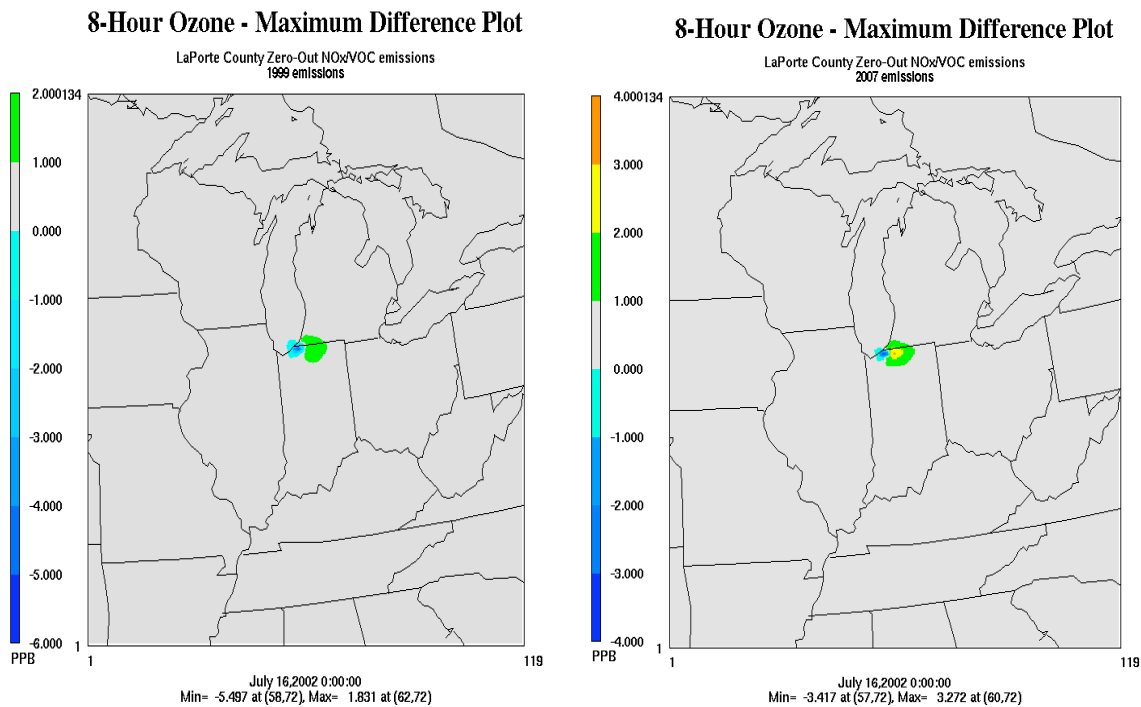 8-Hour Ozone - Maximum Difference Plot
LaPorte County Zero-Out NOx/VOC emissions
1999 emissions
2.000
134
1.000
0.000
-1.000
-2.000
-3.000
-4.000
-5.000
-6.000
PPB
1
1
119
July 16,2002 0:00:00
Min= -5.497 at (58,72), Max= 1.831 at (62,72)
8-Hour Ozone - Maximum Difference Plot
LaPorte County Zero-Out NOx/VOC emissions
2007 emissions
4.000
134
3.000
2.000
1.000
0.000
-1.000
-2.000
-3.000
-4.000
PPB
1
1
119
July 16,2002 0:00:00
Min= -3.417 at (57,72), Max= 3.272 at (60,72)